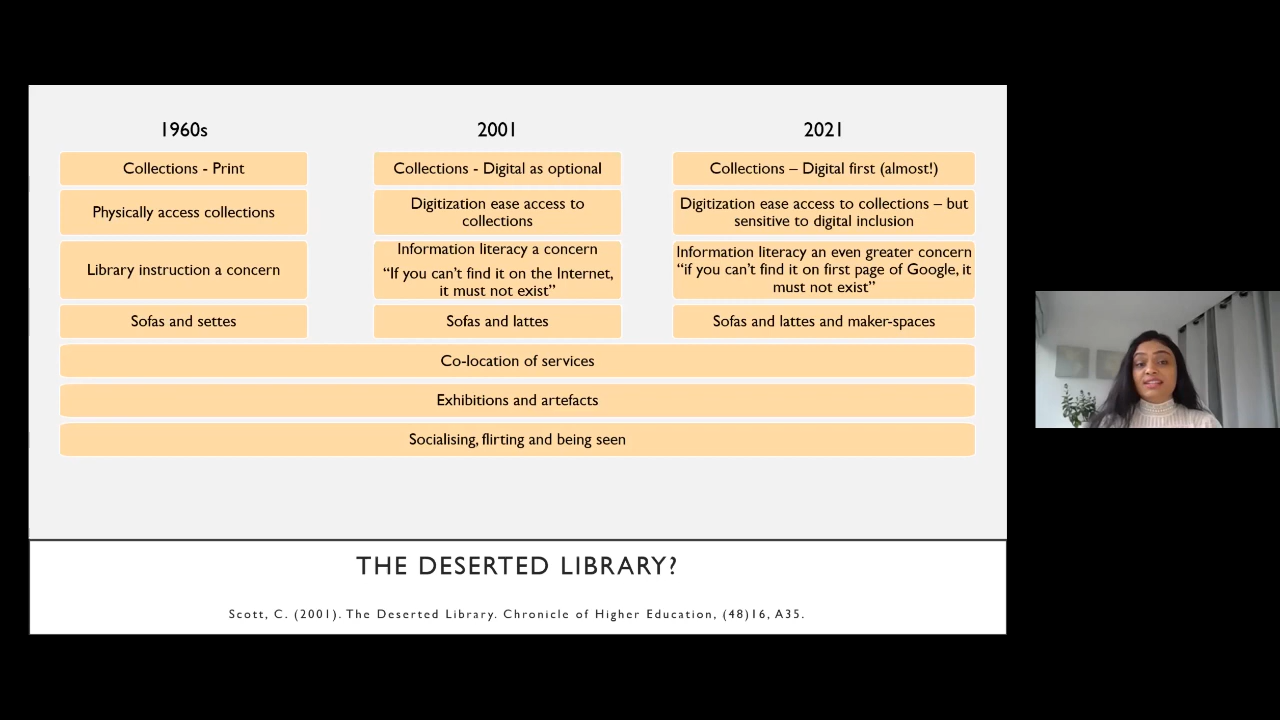 1960s
2001
2021
Collections - Print
Collections - Digital as optional
Collections – Digital first (almost!)
Physically access collections
Digitization ease access to
collections
Digitization ease access to collections – but
sensitive to digital inclusion
Library instruction a concern
Information literacy a concern
“If you can’t find it on the Internet,
it must not exist”
Information literacy an even greater concern
“if you can’t find it on first page of Google, it
must not exist”
Sofas and settes
Sofas and lattes
Sofas and lattes and maker-spaces
Co-location of services
Exhibitions and artefacts
Socialising, flirting and being seen
THE DESERTED LIBRARY?
Scott, C. (2001). The Deserted Library. Chronicle of Higher Education, (48)16, A35.